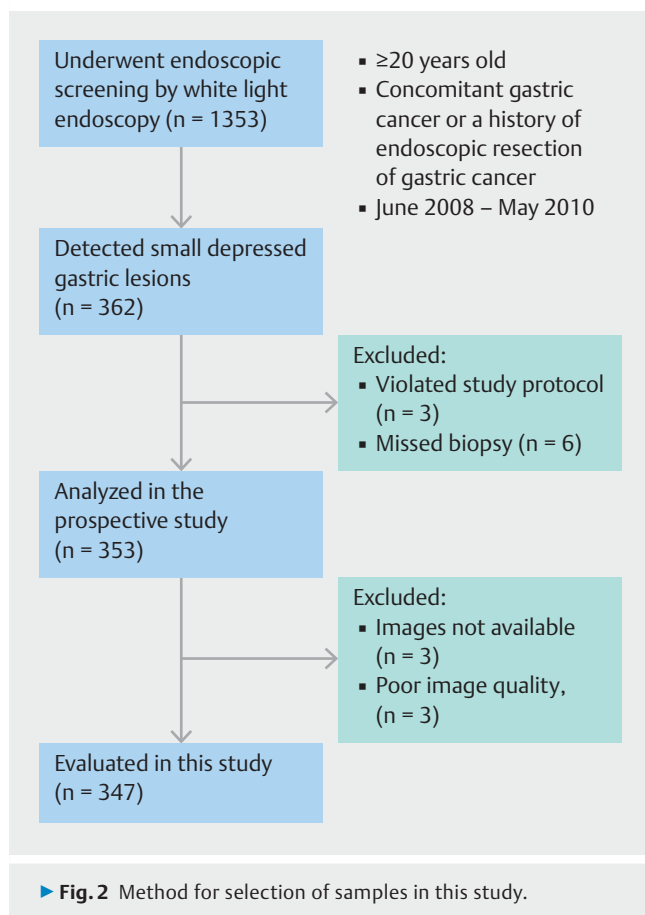 Underwent endoscopic
screening by white light
endoscopy (n = 1353)
▪ ≥20 years old
▪ Concomitant gastric
cancer or a history of
endoscopic resection
of gastric cancer
▪ June 2008 – May 2010
Detected small depressed
gastric lesions
(n = 362)
Excluded:
▪ Violated study protocol
(n = 3)
▪ Missed biopsy (n = 6)
Analyzed in the
prospective study
(n = 353)
Excluded:
▪ Images not available
(n = 3)
▪ Poor image quality,
(n = 3)
Evaluated in this study
(n = 347)
▶ Fig. 2 Method for selection of samples in this study.